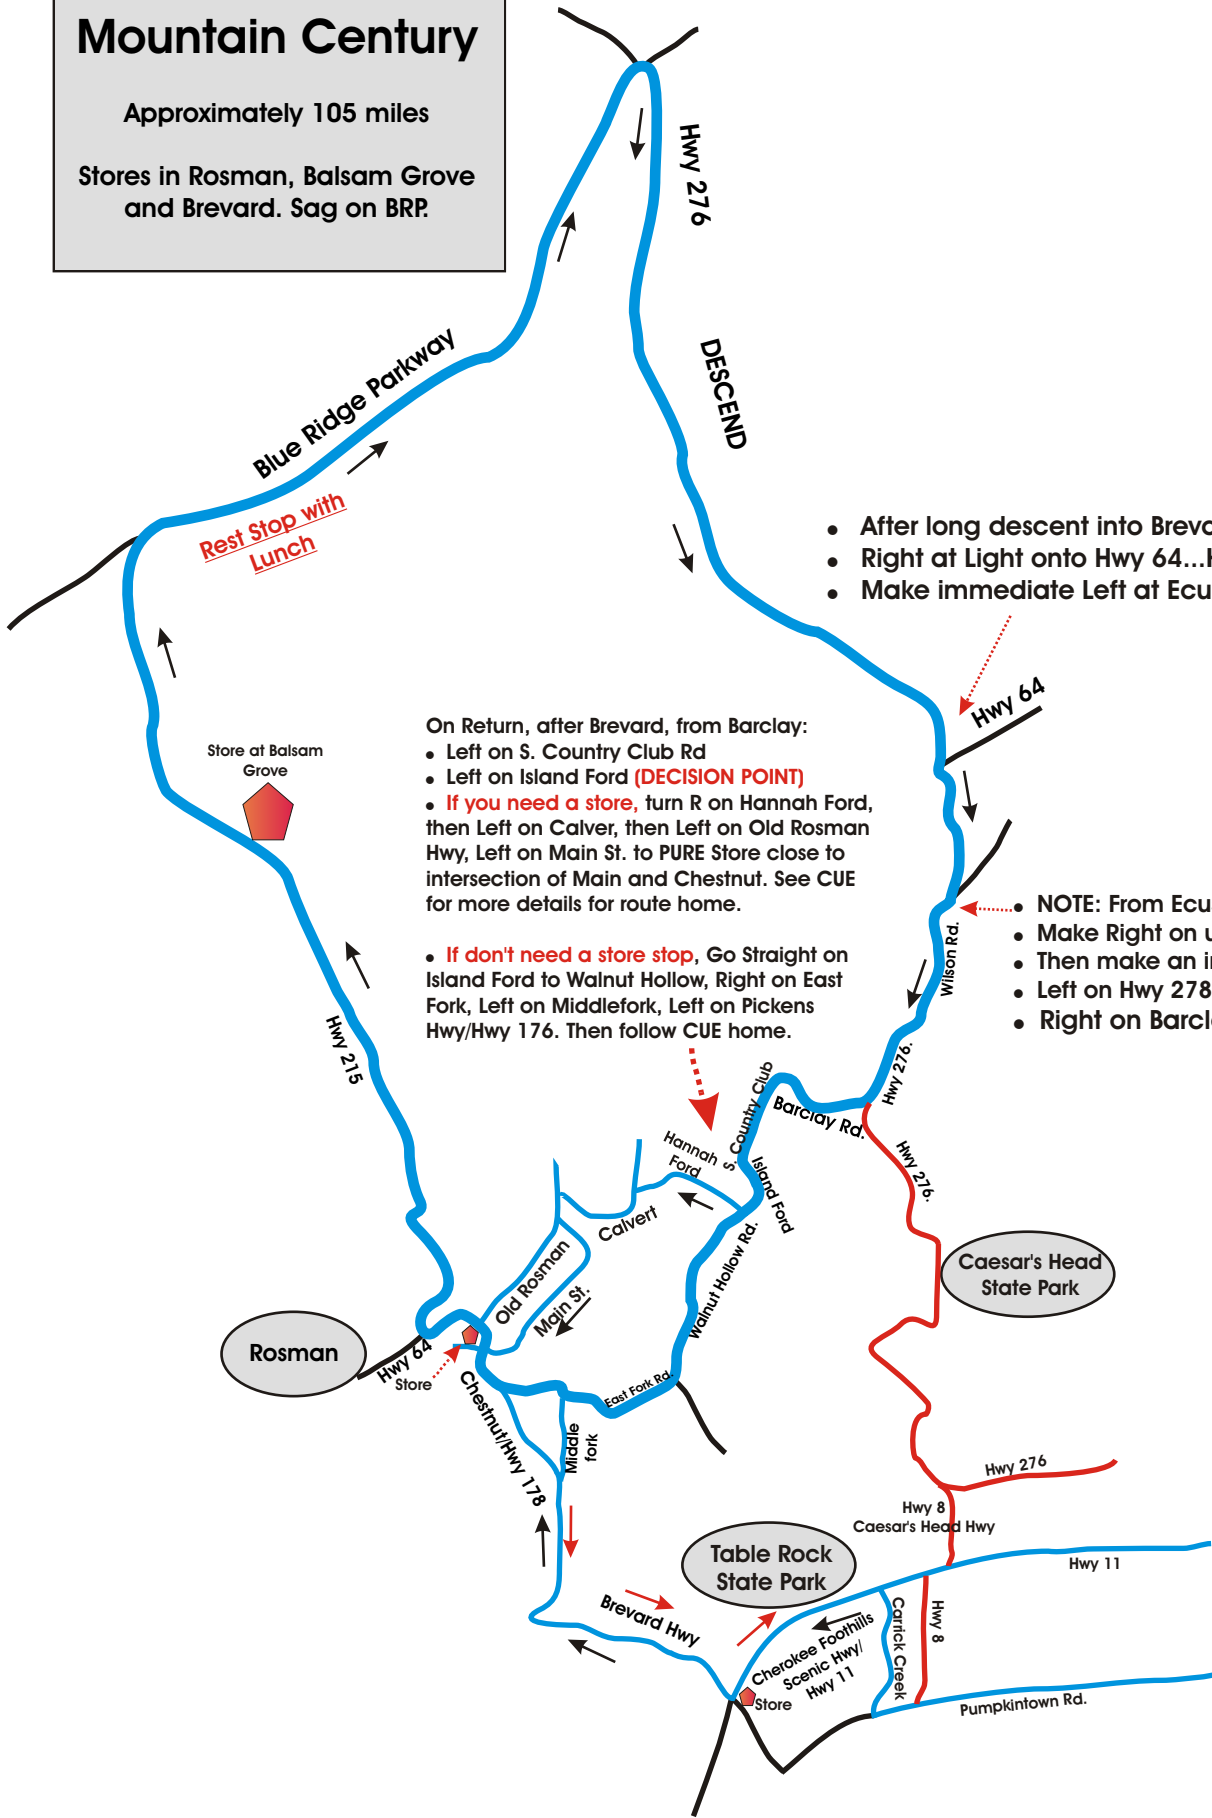 Mountain Century
Approximately 105 miles
Stores in Rosman, Balsam Grove
and Brevard. Sag on BRP.
Hwy 276
Blue Ridge Parkway
DESCEND
Rest Stop with
Lunch
• After long descent into Breva
• Right at Light onto Hwy 64...H
• Make immediate Left at Ecu
Hwy 64
Store at Balsam
Grove
On Return, after Brevard, from Barclay:
• Left on S. Country Club Rd
• Left on Island Ford (DECISION POINT)
• If you need a store, turn R on Hannah Ford,
then Left on Calver, then Left on Old Rosman
Hwy, Left on Main St. to PURE Store close to
intersection of Main and Chestnut. See CUE
for more details for route home.
• If don't need a store stop, Go Straight on
Island Ford to Walnut Hollow, Right on East
Fork, Left on Middlefork, Left on Pickens
Hwy/Hwy 176. Then follow CUE home.
• NOTE: From Ecu
• Make Right on u
• Then make an i
• Left on Hwy 278
• Right on Barcl
Wilson Rd.
Hwy 215
Hwy 276.
S. Country Club
Barclay Rd.
Hannah
Ford
Island Ford
Hwy 276.
Calvert
Walnut Hollow Rd.
Old Rosman
Main St.
Caesar's Head
State Park
Rosman
Hwy 64
Store
East Fork Rd.
Chestnut/Hwy 178
Middle
fork
Hwy 276
Hwy 8
Caesar's Head Hwy
Table Rock
State Park
Hwy 11
Brevard Hwy
Cherokee Foothills
Scenic Hwy/
Hwy 11
Carrick Creek
Hwy 8
Store
Pumpkintown Rd.